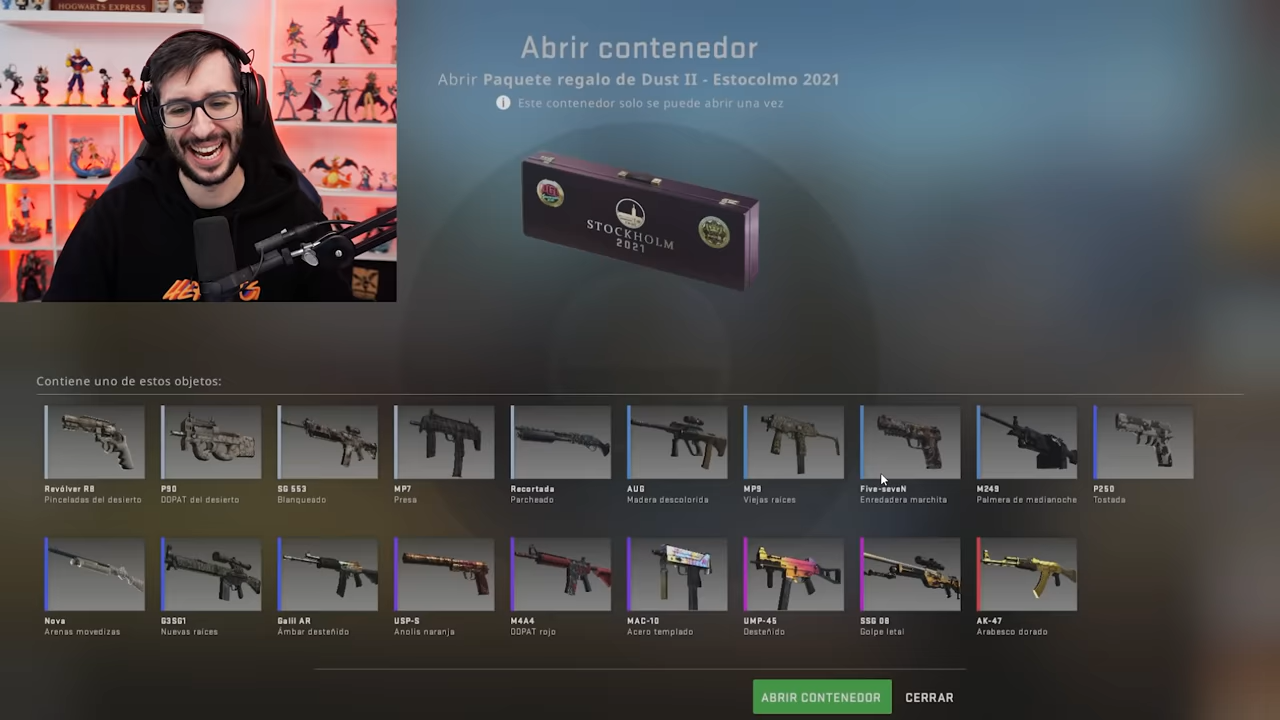 HOGWARTS EXPRESS
Abrir contenedor
Abrir Paquete regalo de Dust II - Estocolmo 2021
Este contenedor solo se puede abrir una vez
STOCKHOLM
2021
Contiene uno de estos objetos:
Revólver R8
Pinceladas del desierto
P90
DDPAT del desierto
SG 553
Blanqueado
MP7
Presa
Recortada
Parcheado
AUG
Madera descolorida
MP9
Viejas raíces
Five-seveN
Enredadera marchita
M249
Palmera de medianoche
P250
Tostada
Nova
Arenas movedizas
G3SG1
Nuevas raíces
Galil AR
Ámbar desteñido
USP-S
Anolis naranja
M4A4
DDPAT rojo
MAC-10
Acero templado
UMP-45
Desteñido
SSG 08
Golpe letal
AK-47
Arabesco dorado
ABRIR CONTENEDOR
CERRAR